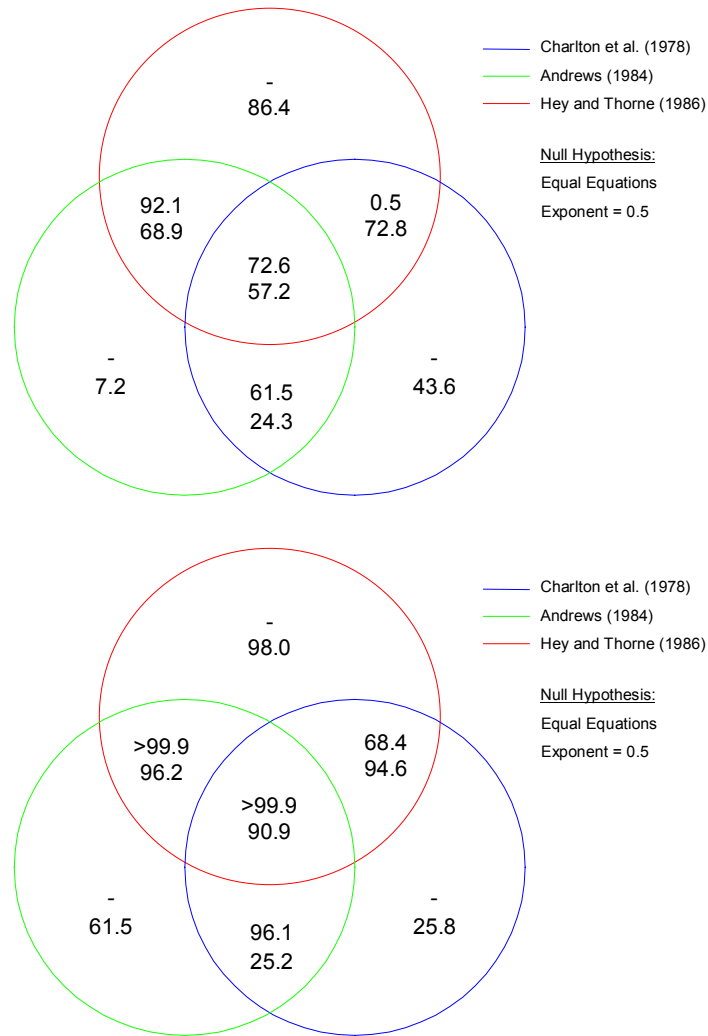 -
86.4
Charlton et al. (1978)
Andrews (1984)
Hey and Thorne (1986)
Null Hypothesis:
Equal Equations
Exponent = 0.5
92.1
68.9
0.5
72.8
72.6
57.2
-
7.2
61.5
24.3
-
43.6
-
98.0
Charlton et al. (1978)
Andrews (1984)
Hey and Thorne (1986)
Null Hypothesis:
Equal Equations
Exponent = 0.5
>99.9
96.2
68.4
94.6
>99.9
90.9
-
61.5
96.1
25.2
-
25.8